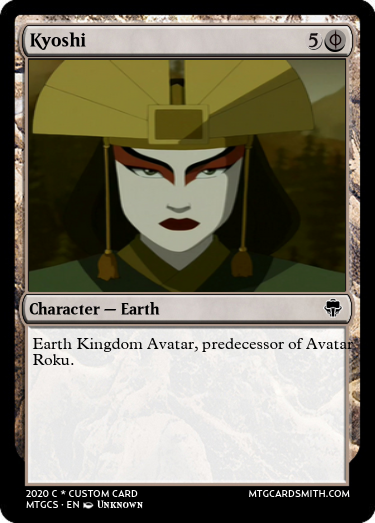 Kyoshi 5
Character — Earth
Earth Kingdom Avatar, predecessor of Avatar
Roku.
2020 C * CUSTOM CARD
MTGCARDSMITH.COM
MTGCS · EN UNKNOWN